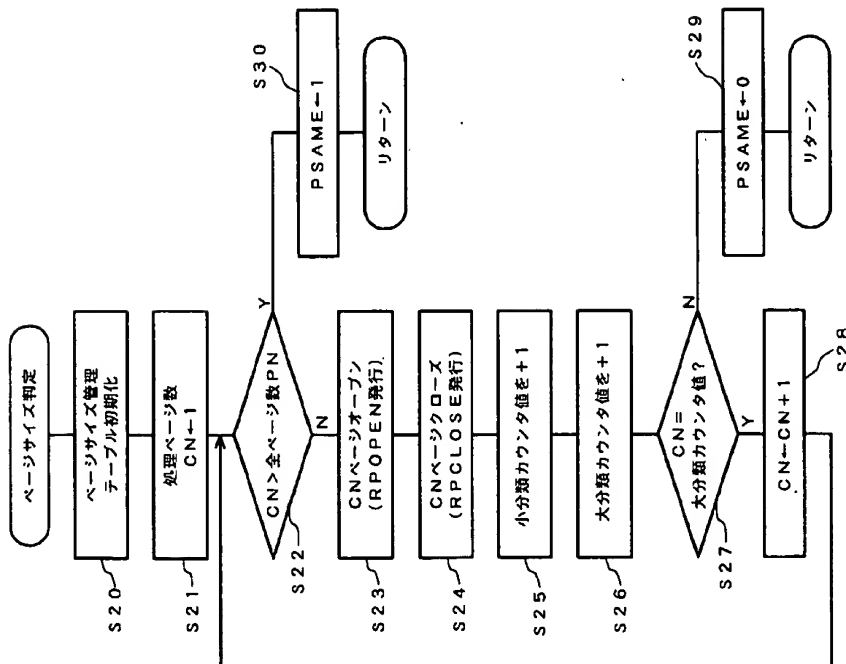 ページサイズ判定
S20
ページサイズ管理
テーブル初期化
S21
処理ページ数
CN←1
S22
CN>全ページ数PN
Y
N
S30
PSAME←1
リターン
S23
CNページオープン
(RPOPEN発行)
S24
CNページクローズ
(RPCLOSE発行)
S25
小分類カウンタ値を+1
S26
大分類カウンタ値を+1
S27
CN=
大分類カウンタ値?
N
Y
S29
PSAME←0
リターン
S28
CN←CN+1